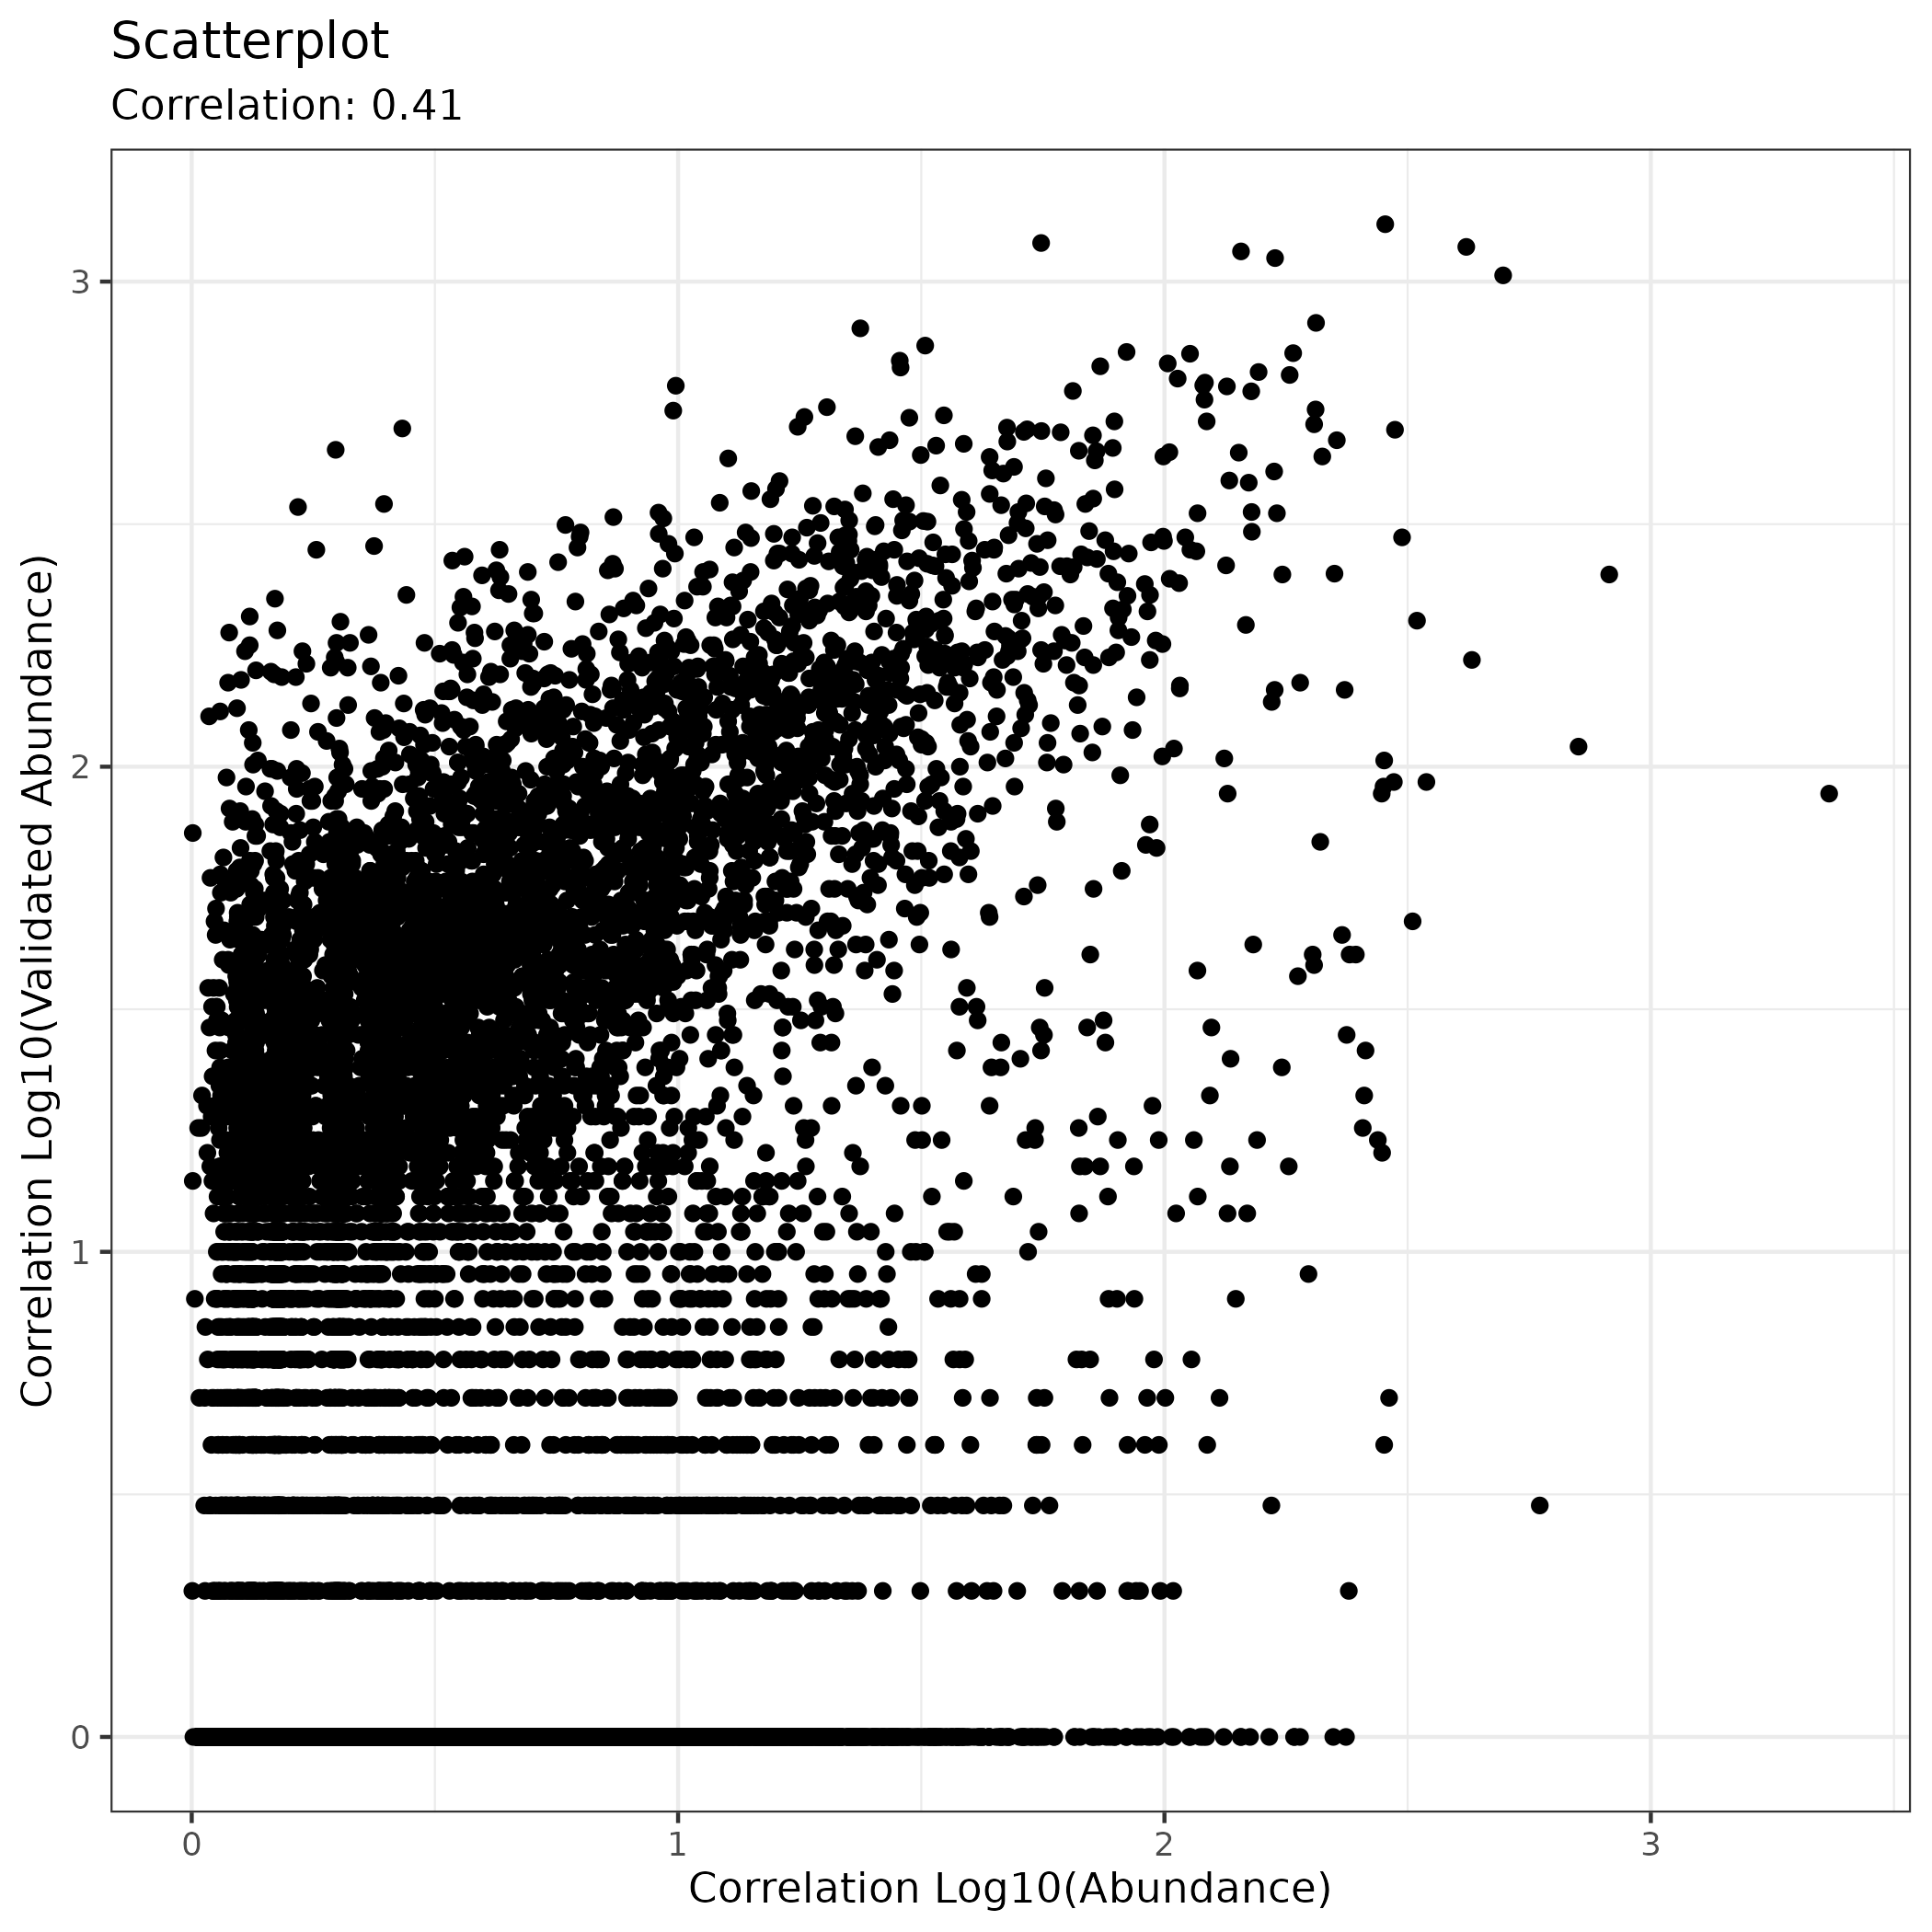 Scatterplot
Correlation: 0.41
Correlation Log10(Validated Abundance)
3
2
1
0
0 1 2 3
Correlation Log10(Abundance)